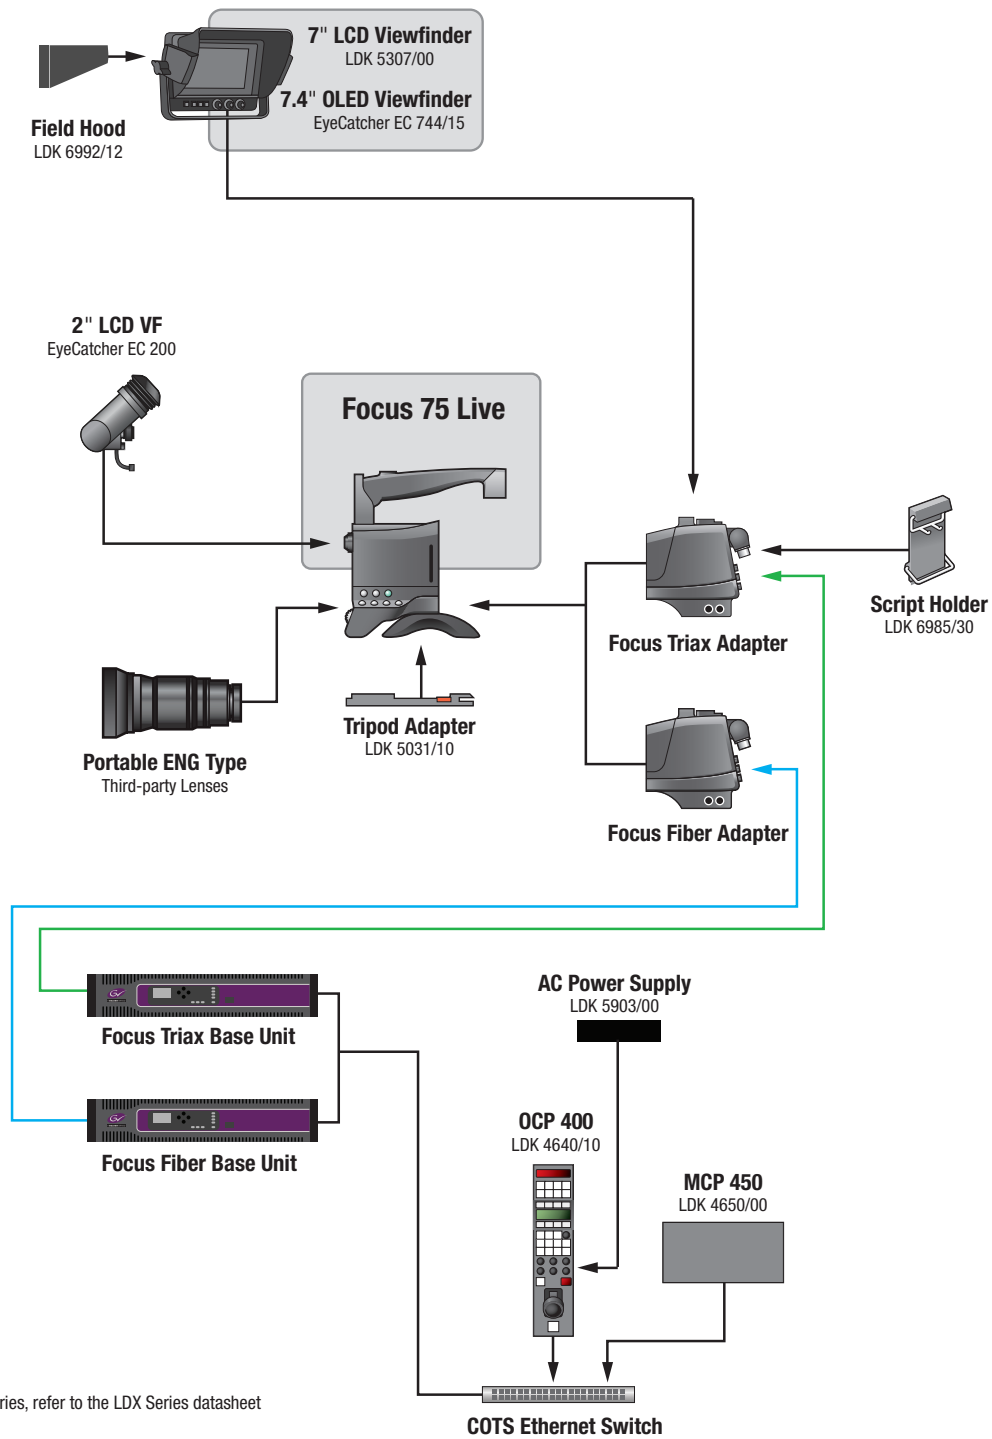 7" LCD Viewfinder
LDK 5307/00
7.4" OLED Viewfinder
EyeCatcher EC 744/15
Field Hood
LDK 6992/12
2" LCD VF
EyeCatcher EC 200
Focus 75 Live
Script Holder
LDK 6985/30
Focus Triax Adapter
Tripod Adapter
LDK 5031/10
Portable ENG Type
Third-party Lenses
Focus Fiber Adapter
Focus Triax Base Unit
AC Power Supply
LDK 5903/00
Focus Fiber Base Unit
OCP 400
LDK 4640/10
MCP 450
LDK 4650/00
ries, refer to the LDX Series datasheet
COTS Ethernet Switch